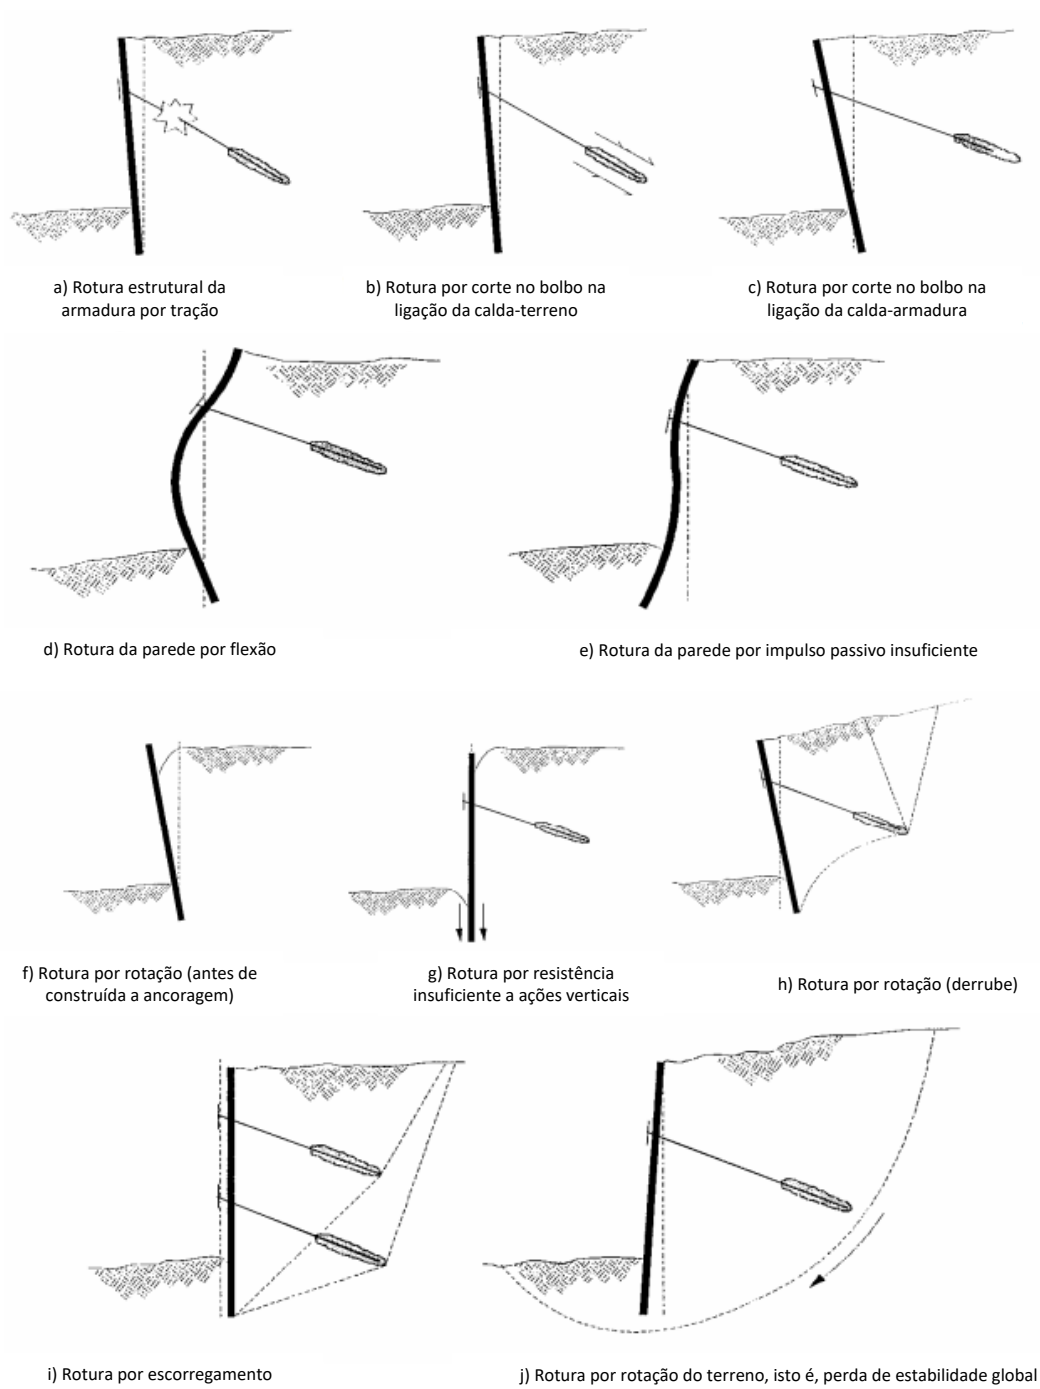 a) Rotura estrutural da
armadura por tração
b) Rotura por corte no bolbo na
ligação da calda-terreno
c) Rotura por corte no bolbo na
ligação da calda-armadura
d) Rotura da parede por flexão
e) Rotura da parede por impulso passivo insuficiente
f) Rotura por rotação (antes de
construída a ancoragem)
g) Rotura por resistência
insuficiente a ações verticais
h) Rotura por rotação (derrube)
i) Rotura por escorregamento
j) Rotura por rotação do terreno, isto é, perda de estabilidade global